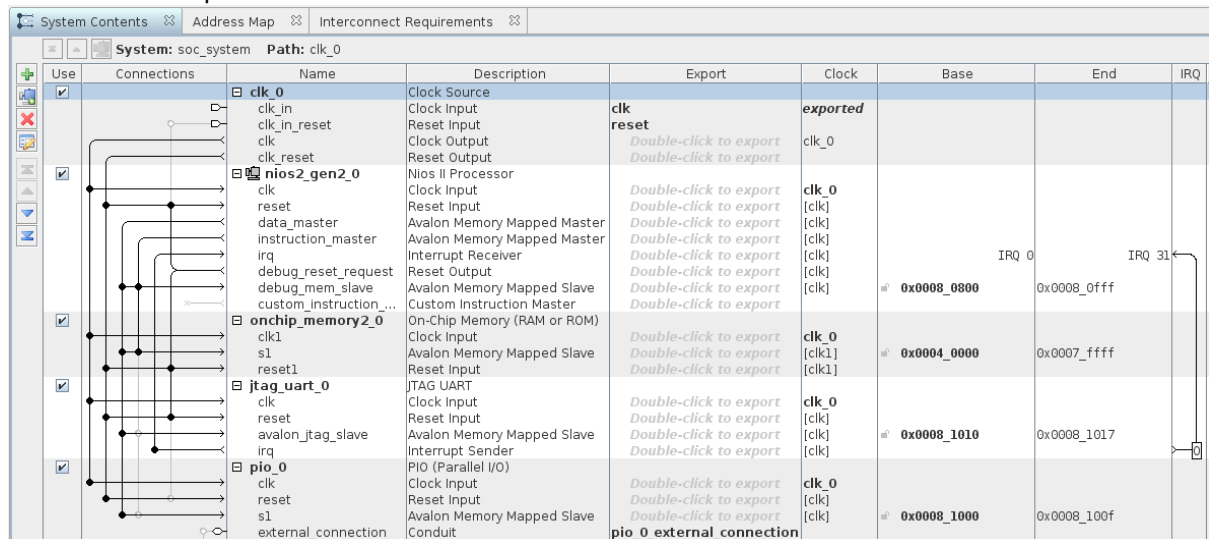 System Contents Address Map Interconnect Requirements
System: soc_system Path: clk_0
Use Connections Name Description Export Clock Base End IRQ
clk_0 Clock Source
clk_in Clock Input clk exported
clk_in_reset Reset Input reset
clk Clock Output Double-click to export clk_0
clk_reset Reset Output Double-click to export
nios2_gen2_0 Nios II Processor
clk Clock Input Double-click to export clk_0
reset Reset Input Double-click to export [clk]
data_master Avalon Memory Mapped Master Double-click to export [clk]
instruction_master Avalon Memory Mapped Master Double-click to export [clk]
irq Interrupt Receiver Double-click to export [clk] IRQ 0 IRQ 31
debug_reset_request Reset Output Double-click to export [clk]
debug_mem_slave Avalon Memory Mapped Slave Double-click to export [clk] 0x0008_0800 0x0008_0fff
custom_instruction_... Custom Instruction Master Double-click to export
onchip_memory2_0 On-Chip Memory (RAM or ROM)
clk1 Clock Input Double-click to export clk_0
s1 Avalon Memory Mapped Slave Double-click to export [clk1] 0x0004_0000 0x0007_ffff
reset1 Reset Input Double-click to export [clk1]
jtag_uart_0 JTAG UART
clk Clock Input Double-click to export clk_0
reset Reset Input Double-click to export [clk]
avalon_jtag_slave Avalon Memory Mapped Slave Double-click to export [clk] 0x0008_1010 0x0008_1017
irq Interrupt Sender Double-click to export [clk] 0
pio_0 PIO (Parallel I/O)
clk Clock Input Double-click to export clk_0
reset Reset Input Double-click to export [clk]
s1 Avalon Memory Mapped Slave Double-click to export [clk] 0x0008_1000 0x0008_100f
external_connection Conduit pio_0_external_connection